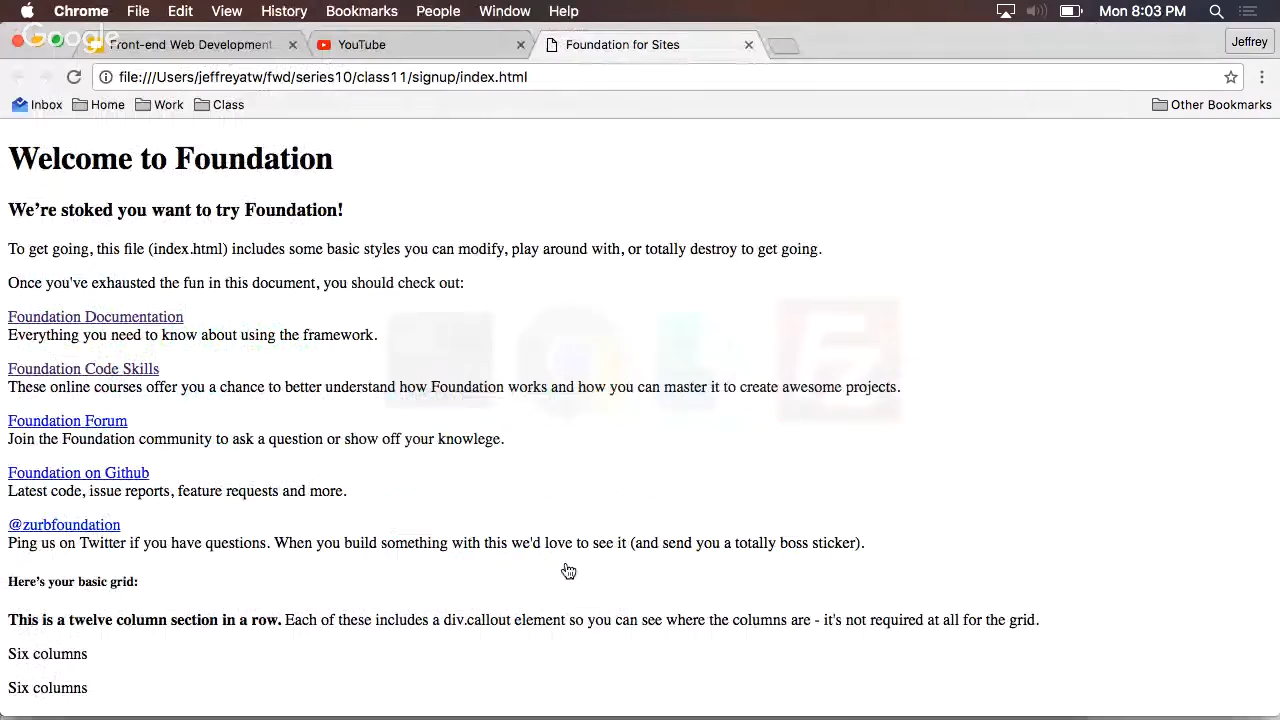 Chrome File Edit View History Bookmarks People Window Help Mon 8:03 PM
Google
Front-end Web Development
YouTube
Foundation for Sites
Jeffrey
file:///Users/jeffreyatw/fwd/series10/class11/signup/index.html
Inbox Home Work Class Other Bookmarks
Welcome to Foundation
We’re stoked you want to try Foundation!
To get going, this file (index.html) includes some basic styles you can modify, play around with, or totally destroy to get going.
Once you've exhausted the fun in this document, you should check out:
Foundation Documentation
Everything you need to know about using the framework.
Foundation Code Skills
These online courses offer you a chance to better understand how Foundation works and how you can master it to create awesome projects.
Foundation Forum
Join the Foundation community to ask a question or show off your knowlege.
Foundation on Github
Latest code, issue reports, feature requests and more.
@zurbfoundation
Ping us on Twitter if you have questions. When you build something with this we'd love to see it (and send you a totally boss sticker).
Here’s your basic grid:
This is a twelve column section in a row. Each of these includes a div.callout element so you can see where the columns are - it's not required at all for the grid.
Six columns
Six columns